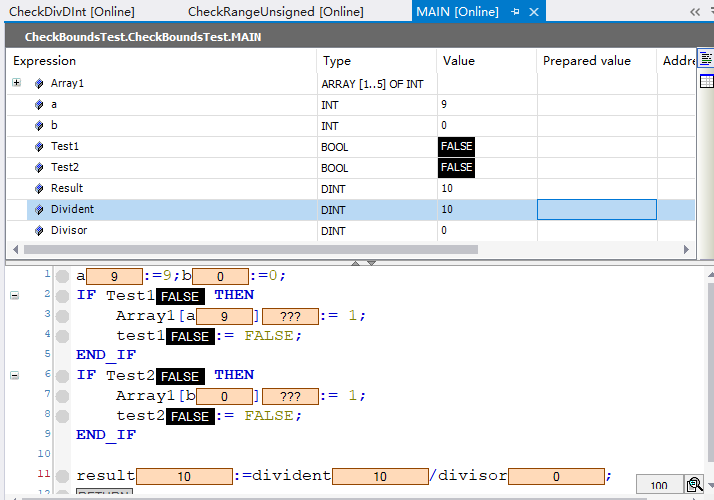 CheckDivDInt [Online] CheckRangeUnsigned [Online] MAIN [Online]
CheckBoundsTest.CheckBoundsTest.MAIN
Expression Type Value Prepared value Addre
Array1 ARRAY [1..5] OF INT
a INT 9
b INT 0
Test1 BOOL FALSE
Test2 BOOL FALSE
Result DINT 10
Divident DINT 10
Divisor DINT 0
1 a 9 :=9;b 0 :=0;
2 IF Test1 FALSE THEN
3 Array1[a 9 ] ??? := 1;
4 test1 FALSE := FALSE;
5 END_IF
6 IF Test2 FALSE THEN
7 Array1[b 0 ] ??? := 1;
8 test2 FALSE := FALSE;
9 END_IF
10
11 result 10 :=divident 10 /divisor 0 ;
12 RETURN
100